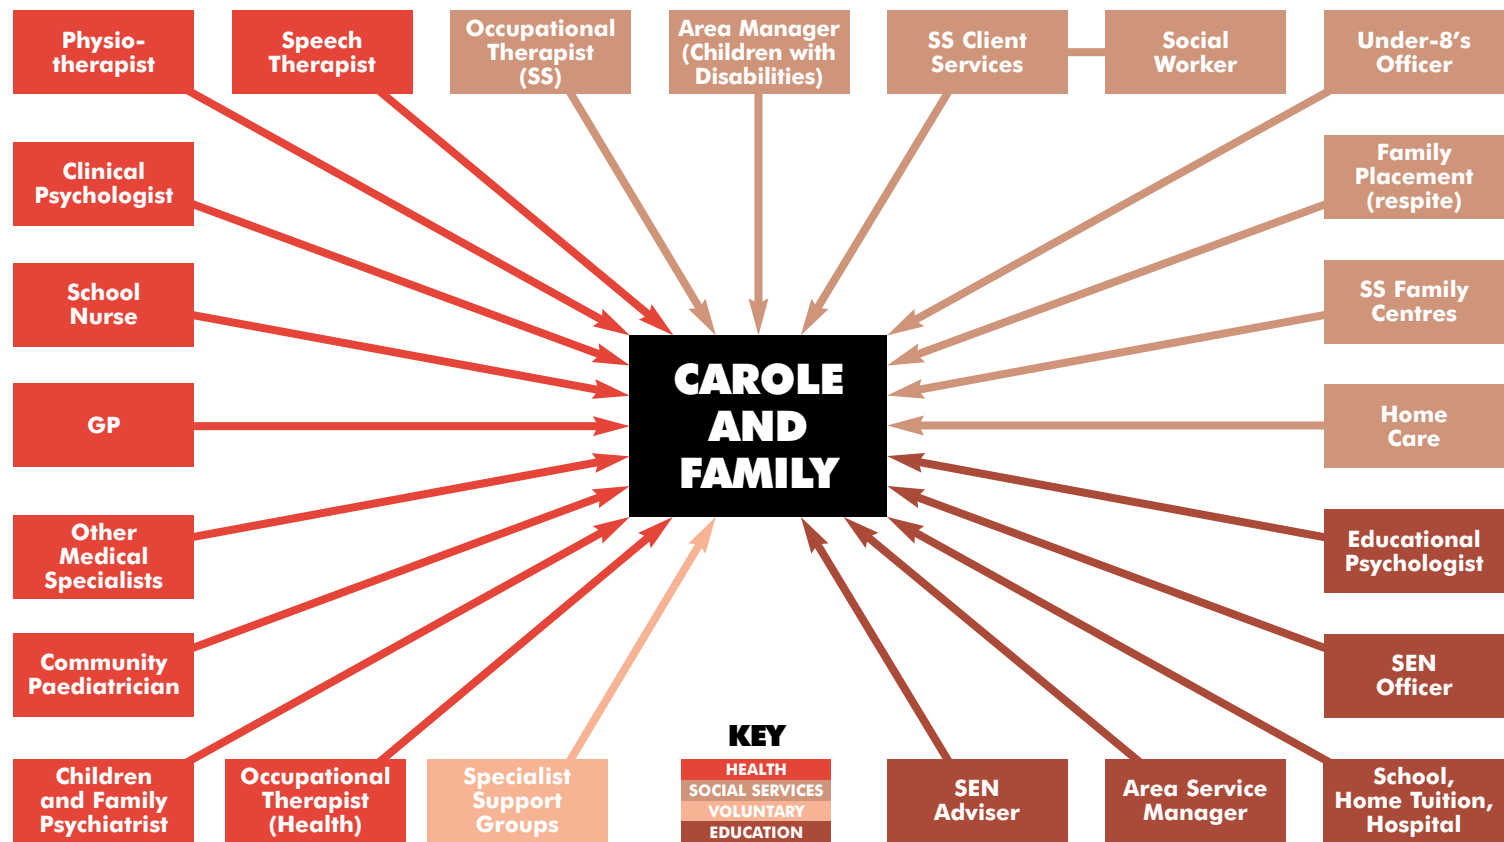 Physio-
therapist
Speech
Therapist
Occupational
Therapist
(SS)
Area Manager
(Children with
Disabilities)
SS Client
Services
Social
Worker
Under-8's
Officer
Clinical
Psychologist
Family
Placement
(respite)
School
Nurse
SS Family
Centres
GP
CAROLE
AND
FAMILY
Home
Care
Other
Medical
Specialists
Educational
Psychologist
Community
Paediatrician
SEN
Officer
Children
and Family
Psychiatrist
Occupational
Therapist
(Health)
Specialist
Support
Groups
KEY
HEALTH
SOCIAL SERVICES
VOLUNTARY
EDUCATION
SEN
Adviser
Area Service
Manager
School,
Home Tuition,
Hospital